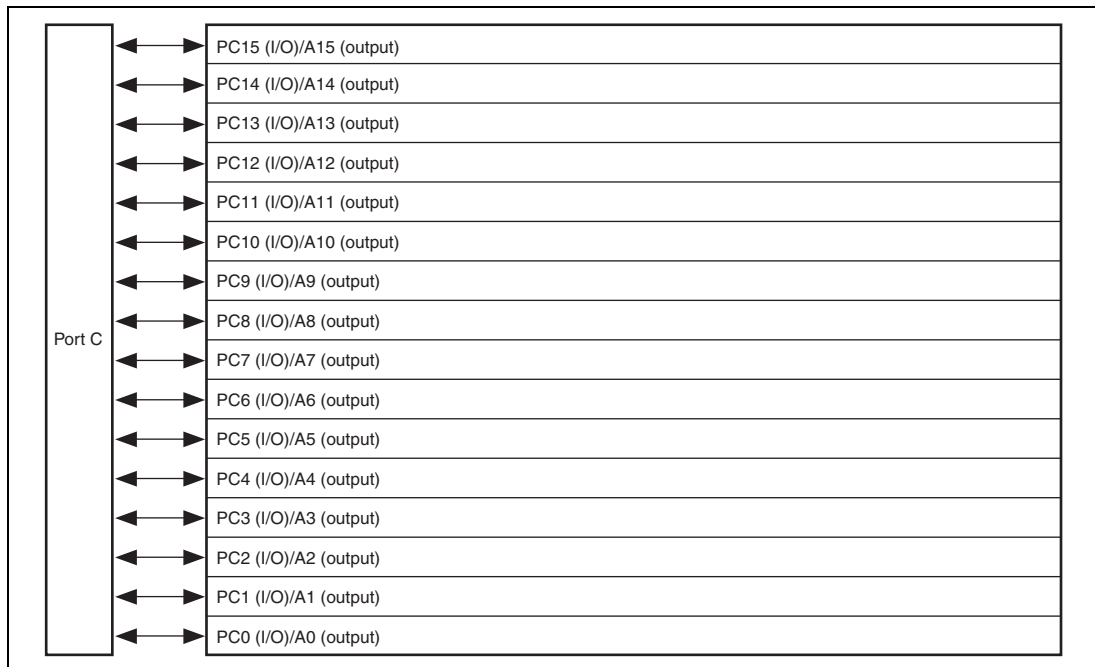 Port C
PC15 (I/O)/A15 (output)
PC14 (I/O)/A14 (output)
PC13 (I/O)/A13 (output)
PC12 (I/O)/A12 (output)
PC11 (I/O)/A11 (output)
PC10 (I/O)/A10 (output)
PC9 (I/O)/A9 (output)
PC8 (I/O)/A8 (output)
PC7 (I/O)/A7 (output)
PC6 (I/O)/A6 (output)
PC5 (I/O)/A5 (output)
PC4 (I/O)/A4 (output)
PC3 (I/O)/A3 (output)
PC2 (I/O)/A2 (output)
PC1 (I/O)/A1 (output)
PC0 (I/O)/A0 (output)